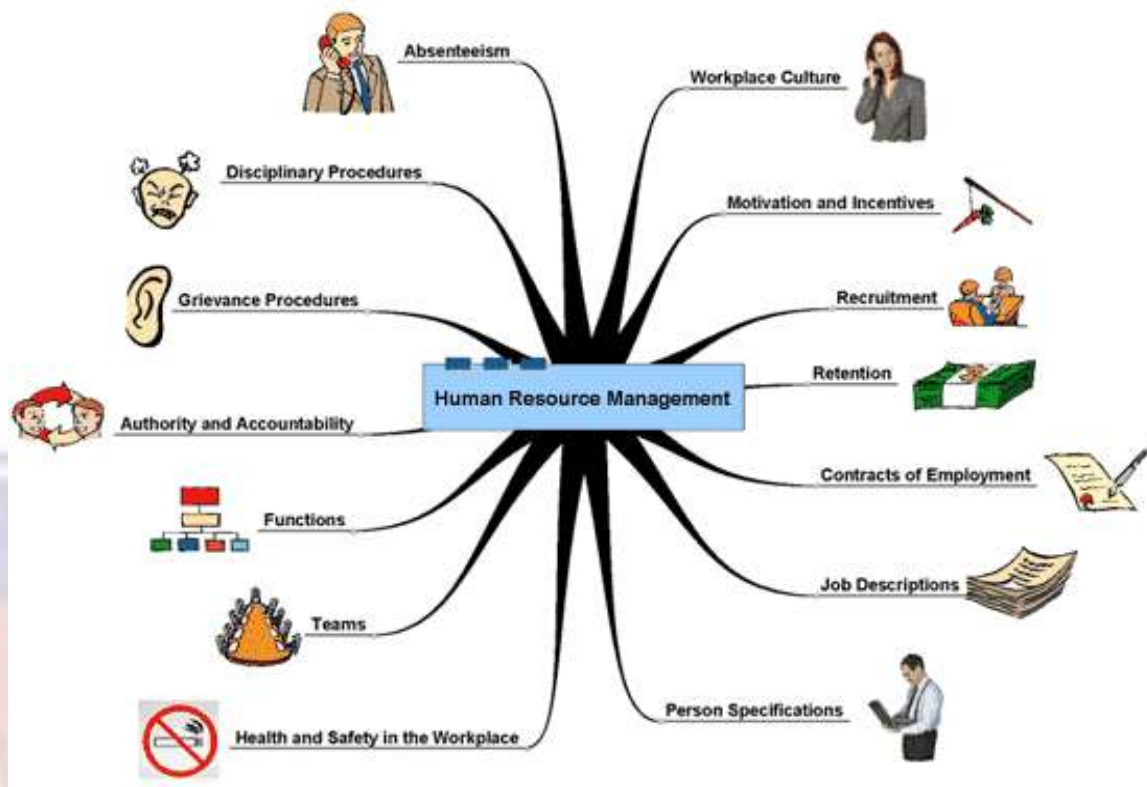 Absenteeism
Workplace Culture
Disciplinary Procedures
Motivation and Incentives
Grievance Procedures
Recruitment
Retention
Human Resource Management
Authority and Accountability
Contracts of Employment
Functions
Job Descriptions
Teams
Person Specifications
Health and Safety in the Workplace